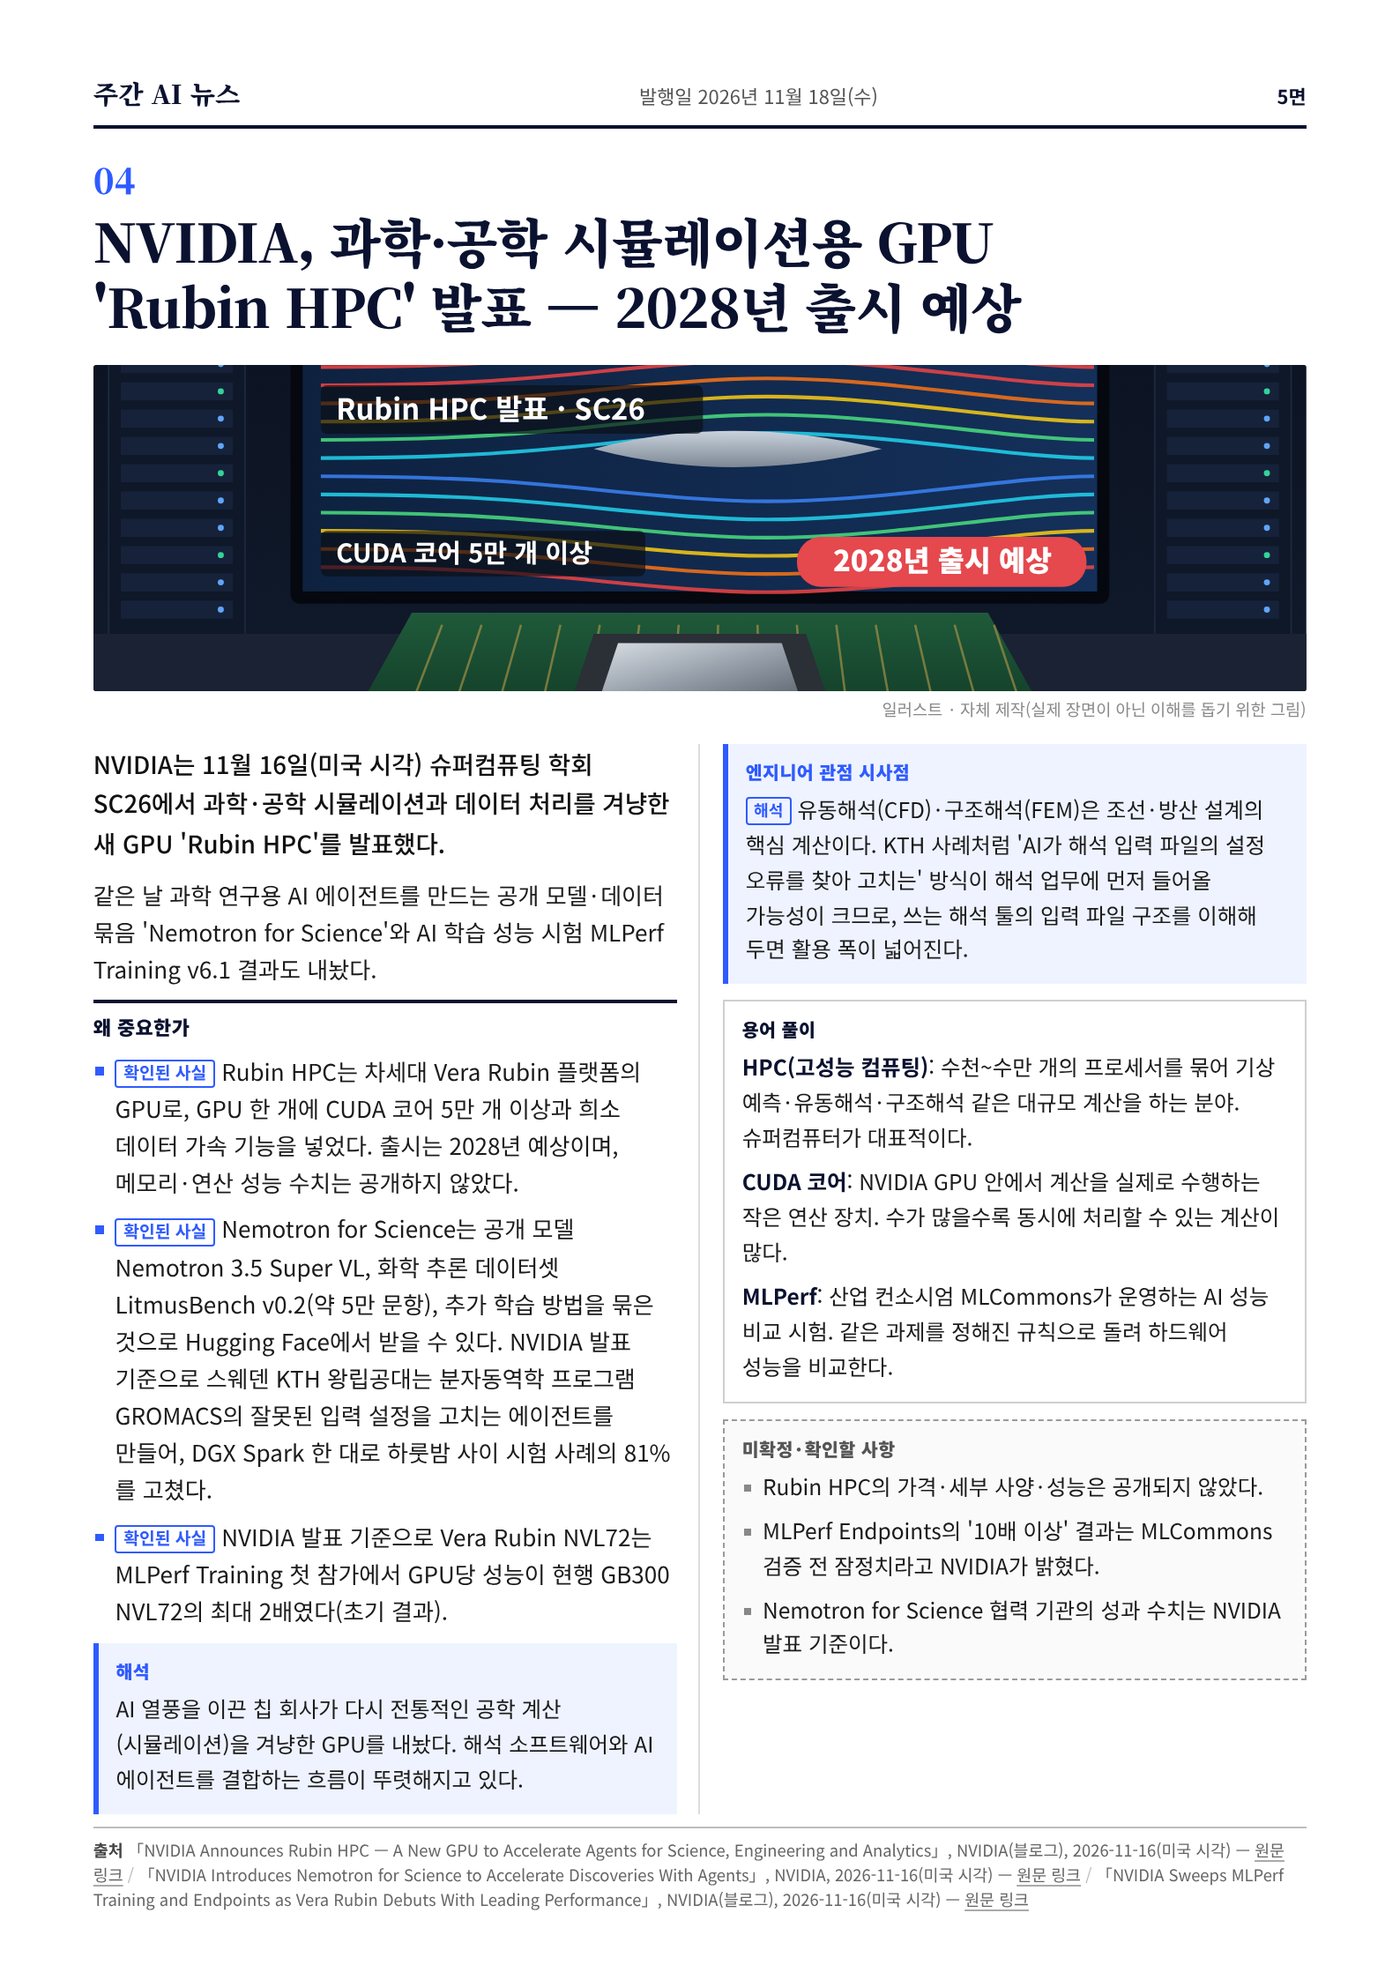 주간 AI 뉴스
발행일 2026년 11월 18일(수)
5면
04
NVIDIA, 과학·공학 시뮬레이션용 GPU
'Rubin HPC' 발표 — 2028년 출시 예상
Rubin HPC 발표 · SC26
CUDA 코어 5만 개 이상
2028년 출시 예상
일러스트 · 자체 제작(실제 장면이 아닌 이해를 돕기 위한 그림)
NVIDIA는 11월 16일(미국 시각) 슈퍼컴퓨팅 학회
SC26에서 과학·공학 시뮬레이션과 데이터 처리를 겨냥한
새 GPU 'Rubin HPC'를 발표했다.
같은 날 과학 연구용 AI 에이전트를 만드는 공개 모델·데이터
묶음 'Nemotron for Science'와 AI 학습 성능 시험 MLPerf
Training v6.1 결과도 내놨다.
왜 중요한가
확인된 사실 Rubin HPC는 차세대 Vera Rubin 플랫폼의
GPU로, GPU 한 개에 CUDA 코어 5만 개 이상과 희소
데이터 가속 기능을 넣었다. 출시는 2028년 예상이며,
메모리·연산 성능 수치는 공개하지 않았다.
확인된 사실 Nemotron for Science는 공개 모델
Nemotron 3.5 Super VL, 화학 추론 데이터셋
LitmusBench v0.2(약 5만 문항), 추가 학습 방법을 묶은
것으로 Hugging Face에서 받을 수 있다. NVIDIA 발표
기준으로 스웨덴 KTH 왕립공대는 분자동역학 프로그램
GROMACS의 잘못된 입력 설정을 고치는 에이전트를
만들어, DGX Spark 한 대로 하룻밤 사이 시험 사례의 81%
를 고쳤다.
확인된 사실 NVIDIA 발표 기준으로 Vera Rubin NVL72는
MLPerf Training 첫 참가에서 GPU당 성능이 현행 GB300
NVL72의 최대 2배였다(초기 결과).
해석
AI 열풍을 이끈 칩 회사가 다시 전통적인 공학 계산
(시뮬레이션)을 겨냥한 GPU를 내놨다. 해석 소프트웨어와 AI
에이전트를 결합하는 흐름이 뚜렷해지고 있다.
엔지니어 관점 시사점
해석 유동해석(CFD)·구조해석(FEM)은 조선·방산 설계의
핵심 계산이다. KTH 사례처럼 'AI가 해석 입력 파일의 설정
오류를 찾아 고치는' 방식이 해석 업무에 먼저 들어올
가능성이 크므로, 쓰는 해석 툴의 입력 파일 구조를 이해해
두면 활용 폭이 넓어진다.
용어 풀이
HPC(고성능 컴퓨팅): 수천~수만 개의 프로세서를 묶어 기상
예측·유동해석·구조해석 같은 대규모 계산을 하는 분야.
슈퍼컴퓨터가 대표적이다.
CUDA 코어: NVIDIA GPU 안에서 계산을 실제로 수행하는
작은 연산 장치. 수가 많을수록 동시에 처리할 수 있는 계산이
많다.
MLPerf: 산업 컨소시엄 MLCommons가 운영하는 AI 성능
비교 시험. 같은 과제를 정해진 규칙으로 돌려 하드웨어
성능을 비교한다.
미확정·확인할 사항
Rubin HPC의 가격·세부 사양·성능은 공개되지 않았다.
MLPerf Endpoints의 '10배 이상' 결과는 MLCommons
검증 전 잠정치라고 NVIDIA가 밝혔다.
Nemotron for Science 협력 기관의 성과 수치는 NVIDIA
발표 기준이다.
출처 「NVIDIA Announces Rubin HPC — A New GPU to Accelerate Agents for Science, Engineering and Analytics」, NVIDIA(블로그), 2026-11-16(미국 시각) — 원문
링크 / 「NVIDIA Introduces Nemotron for Science to Accelerate Discoveries With Agents」, NVIDIA, 2026-11-16(미국 시각) — 원문 링크 / 「NVIDIA Sweeps MLPerf
Training and Endpoints as Vera Rubin Debuts With Leading Performance」, NVIDIA(블로그), 2026-11-16(미국 시각) — 원문 링크